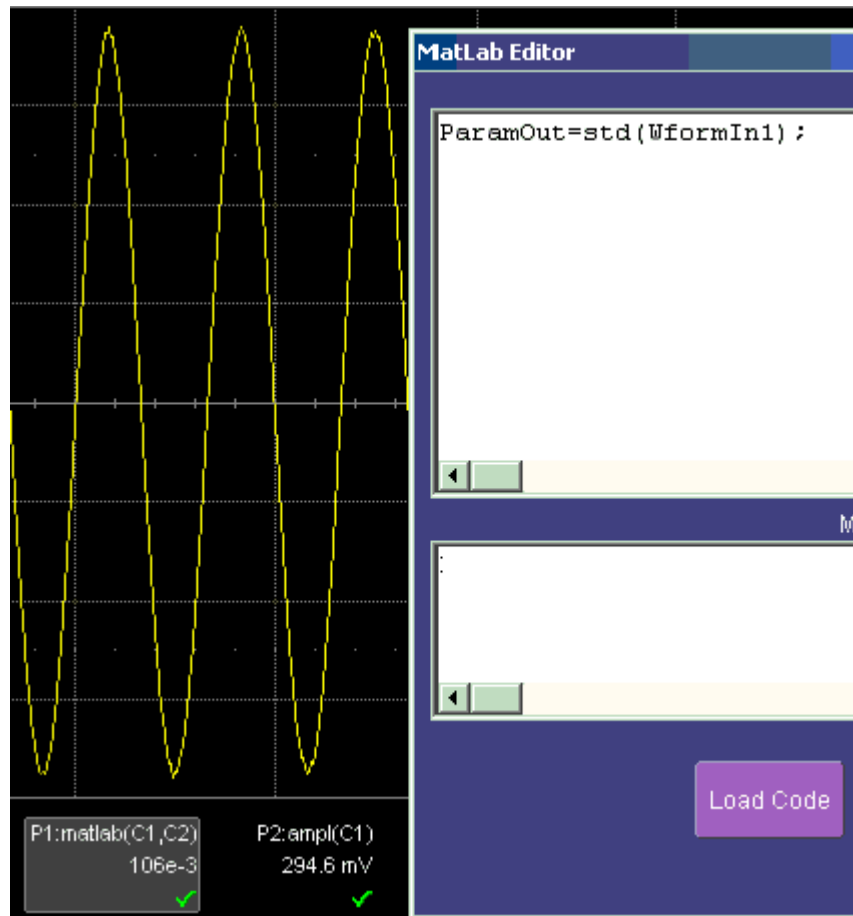 MatLab Editor
ParamOut=std(WformIn1);
M
:
Load Code
P1:matlab(C1,C2)
106e-3
P2:ampl(C1)
294.6 mV